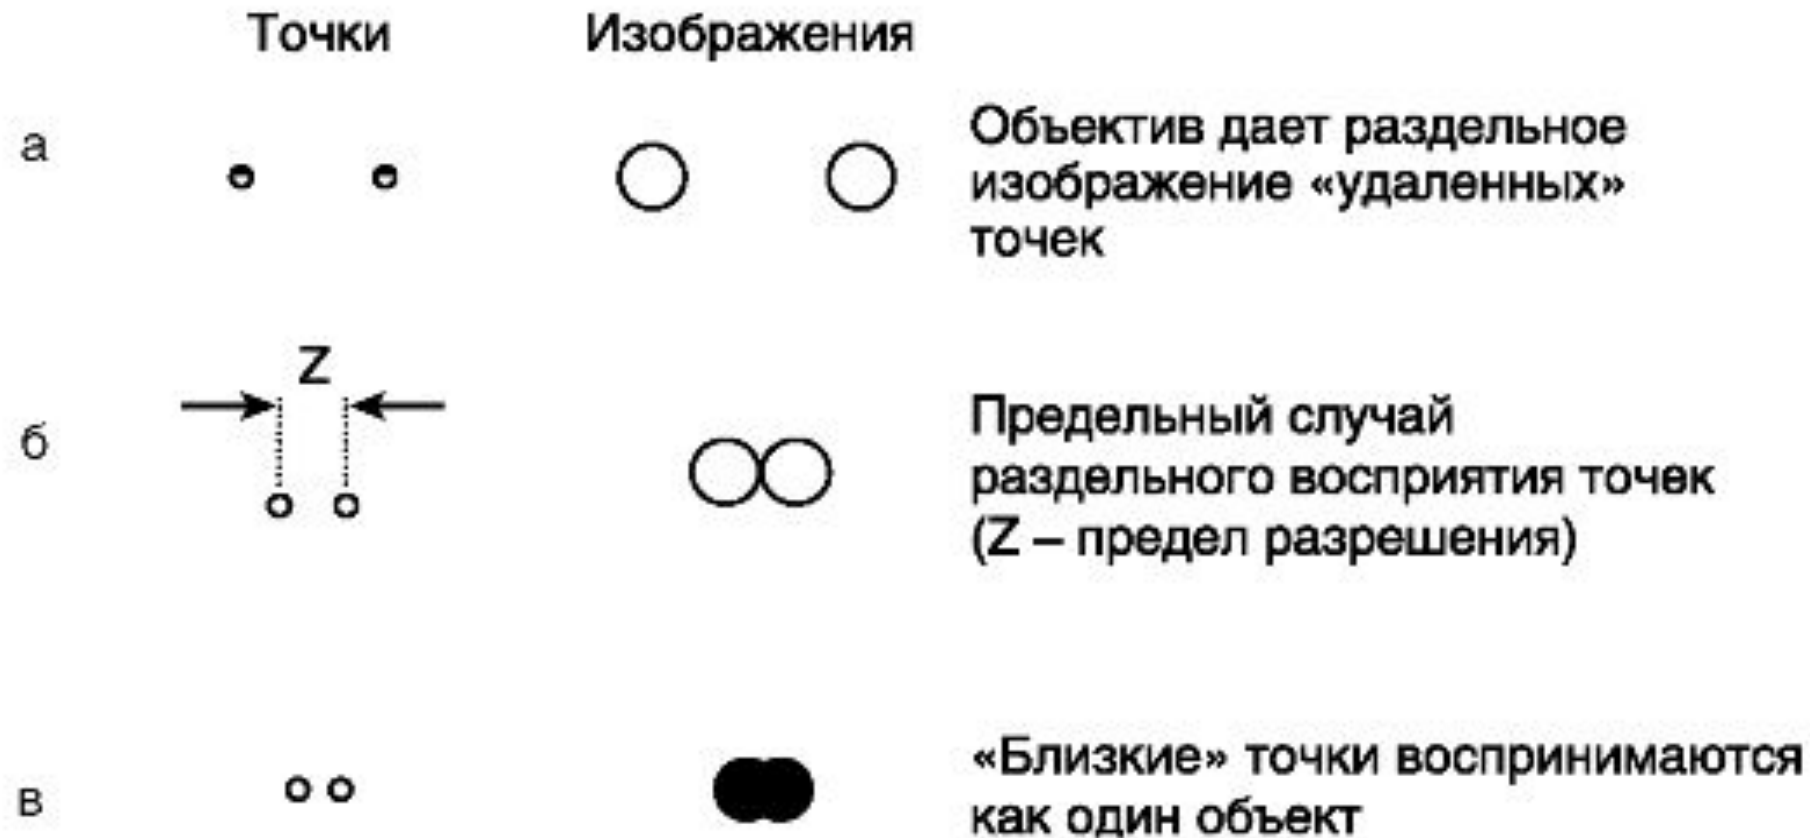 Точки Изображения
а
Объектив дает раздельное
изображение «удаленных»
точек
Z
б
Предельный случай
раздельного восприятия точек
(Z – предел разрешения)
в
«Близкие» точки воспринимаются
как один объект